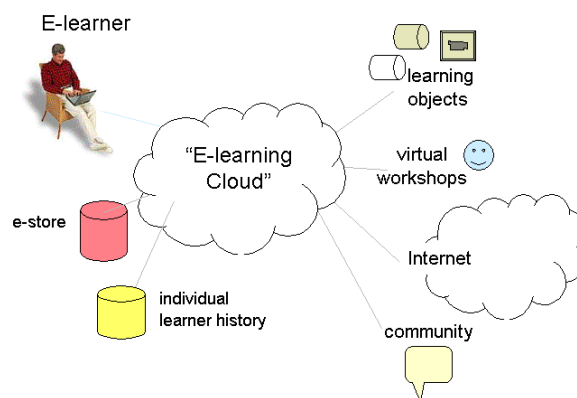 E-learner
learning
objects
“E-learning
Cloud”
virtual
workshops
e-store
Internet
individual
learner history
community